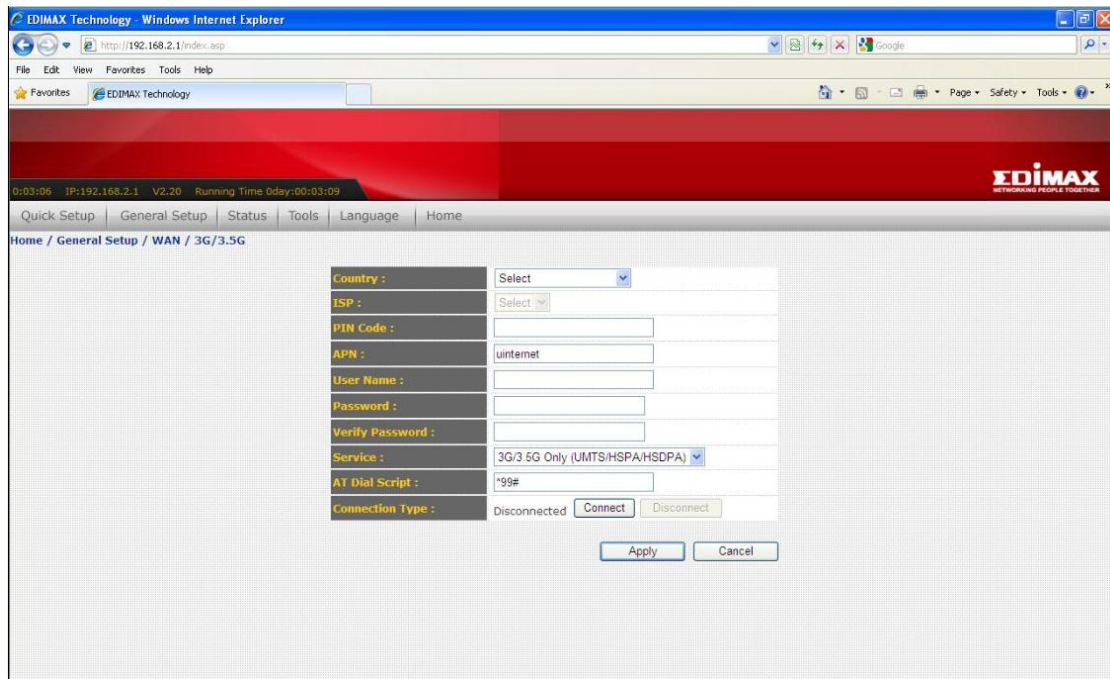 EDIMAX Technology - Windows Internet Explorer
http://192.168.2.1/index.asp
Google
File Edit View Favorites Tools Help
Favorites EDIMAX Technology Page Safety Tools
EDIMAX
NETWORKING PEOPLE TOGETHER
0:03:06 IP:192.168.2.1 V2.20 Running Time 0day:00:03:09
Quick Setup General Setup Status Tools Language Home
Home / General Setup / WAN / 3G/3.5G
Country : Select
ISP : Select
PIN Code :
APN : uinternet
User Name :
Password :
Verify Password :
Service : 3G/3.5G Only (UMTS/HSPA/HSDPA)
AT Dial Script : *99#
Connection Type : Disconnected Connect Disconnect
Apply Cancel